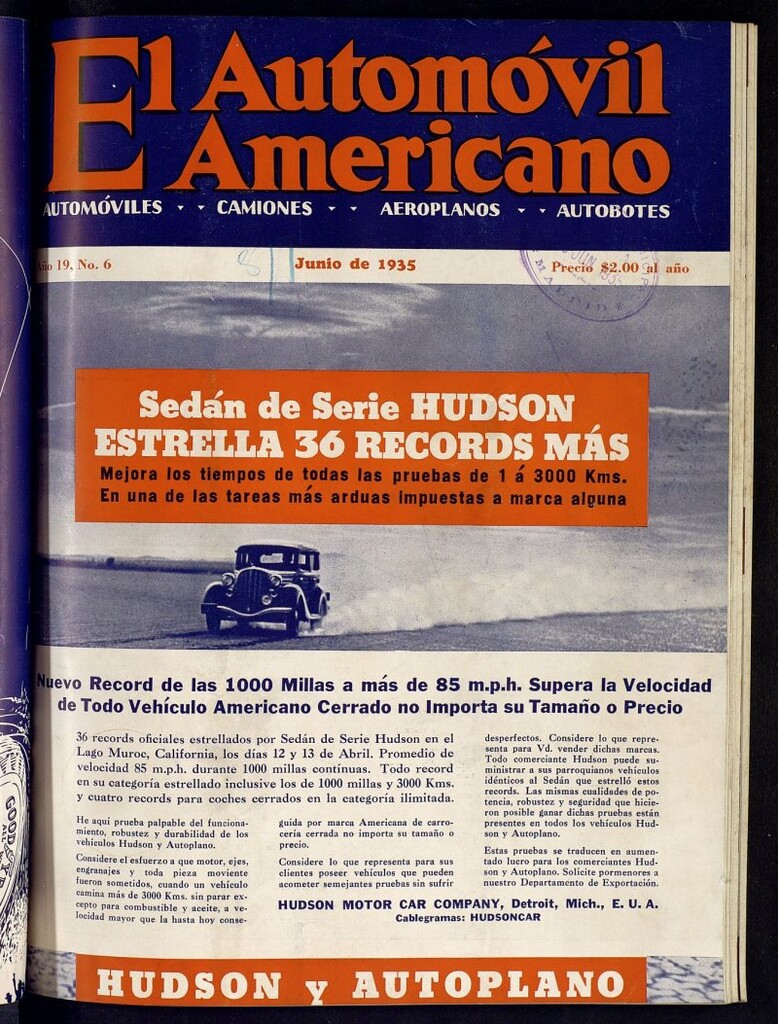 El Automóvil
Americano
AUTOMÓVILES - - CAMIONES - - AEROPLANOS - - AUTOBOTES
Año 19, No. 6
Junio de 1935
Precio $2.00 al año
Sedán de Serie HUDSON
ESTRELLA 36 RECORDS MÁS
Mejora los tiempos de todas las pruebas de 1 á 3000 Kms.
En una de las tareas más arduas impuestas a marca alguna
Nuevo Record de las 1000 Millas a más de 85 m.p.h. Supera la Velocidad
de Todo Vehículo Americano Cerrado no Importa su Tamaño o Precio
36 records oficiales estrellados por Sedán de Serie Hudson en el
Lago Muroc, California, los días 12 y 13 de Abril. Promedio de
velocidad 85 m.p.h. durante 1000 millas contínuas. Todo record
en su categoría estrellado inclusive los de 1000 millas y 3000 Kms.
y cuatro records para coches cerrados en la categoría ilimitada.
He aquí prueba palpable del funciona-
miento, robustez y durabilidad de los
vehículos Hudson y Autoplano.
Considere el esfuerzo a que motor, ejes,
engranajes y toda pieza moviente
fueron sometidos, cuando un vehículo
camina más de 3000 Kms. sin parar ex-
cepto para combustible y aceite, a ve-
locidad mayor que la hasta hoy conse-
guida por marca Americana de carro-
cería cerrada no importa su tamaño o
precio.
Considere lo que representa para sus
clientes poseer vehículos que pueden
acometer semejantes pruebas sin sufrir
desperfectos. Considere lo que repre-
senta para Vd. vender dichas marcas.
Todo comerciante Hudson puede su-
ministrar a sus parroquianos vehículos
idénticos al Sedán que estrelló estos
records. Las mismas cualidades de po-
tencia, robustez y seguridad que hicie-
ron posible ganar dichas pruebas están
presentes en todos los vehículos Hud-
son y Autoplano.
Estas pruebas se traducen en aumen-
tado lucro para los comerciantes Hud-
son y Autoplano. Solicite pormenores a
nuestro Departamento de Exportación.
HUDSON MOTOR CAR COMPANY, Detroit, Mich., E. U. A.
Cablegramas: HUDSONCAR
HUDSON y AUTOPLANO